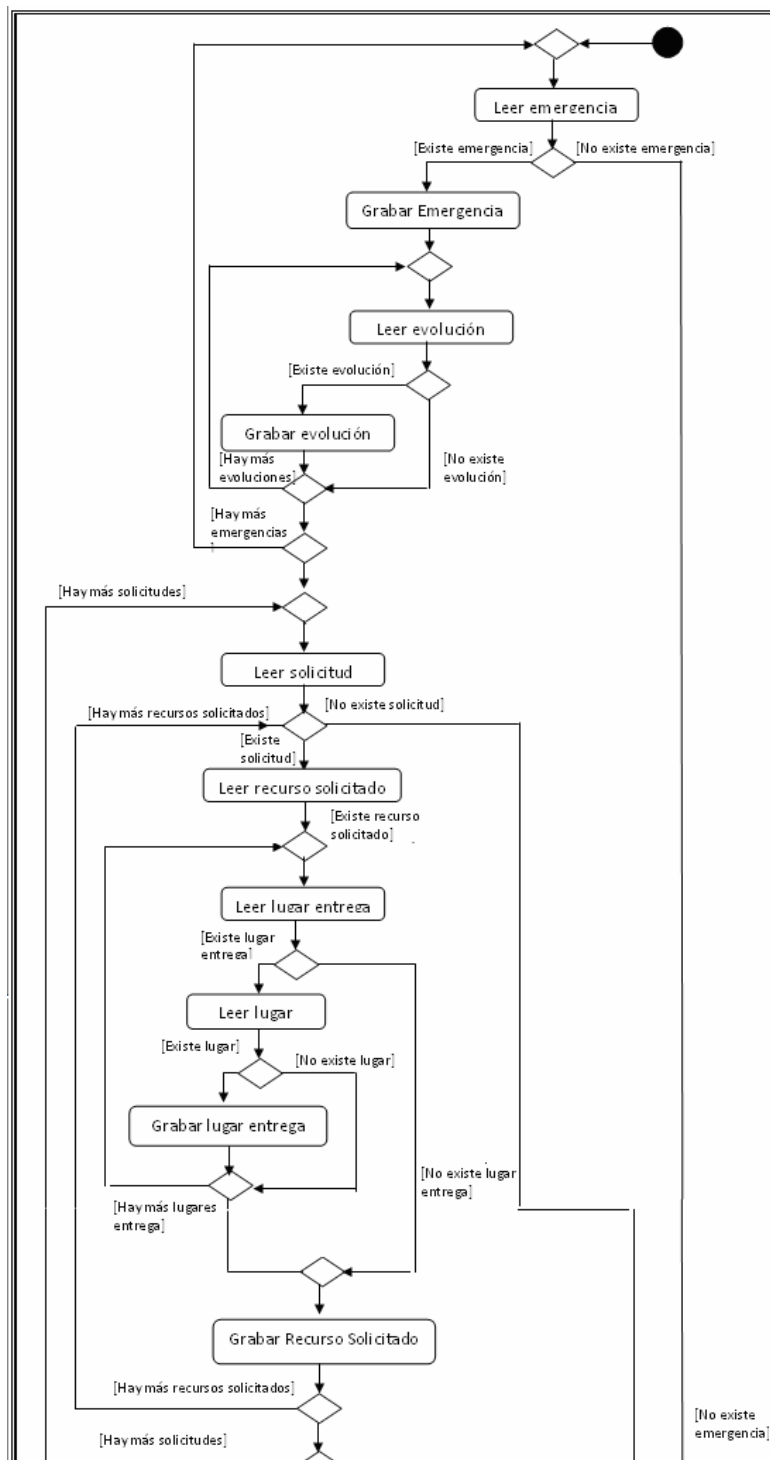 Leer emergencia
[Existe emergencia]
[No existe emergencia]
Grabar Emergencia
Leer evolución
[Existe evolución]
Grabar evolución
[Hay más
evoluciones]
[No existe
evolución]
[Hay más
emergencias
]
[Hay más solicitudes]
Leer solicitud
[No existe solicitud]
[Hay más recursos solicitados]
[Existe
solicitud]
Leer recurso solicitado
[Existe recurso
solicitado]
Leer lugar entrega
[Existe lugar
entrega]
Leer lugar
[Existe lugar]
[No existe lugar]
Grabar lugar entrega
[No existe lugar
entrega]
[Hay más lugares
entrega]
Grabar Recurso Solicitado
[Hay más recursos solicitados]
[No existe
emergencia]
[Hay más solicitudes]